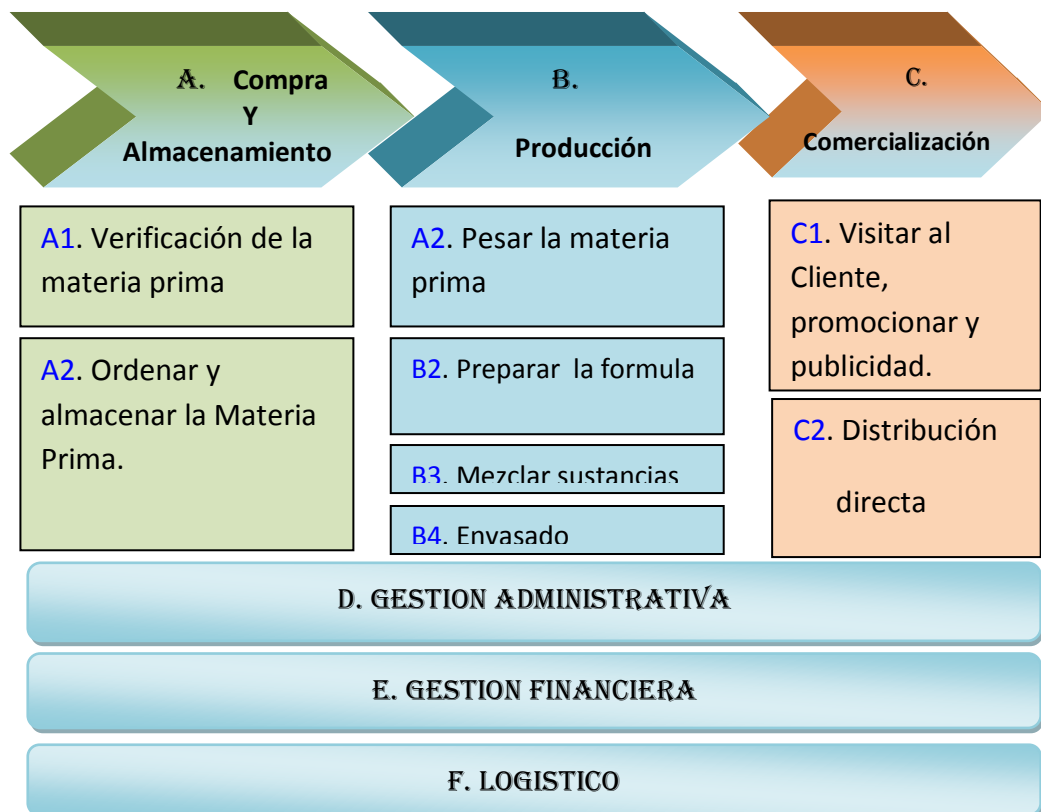 A. Compra
Y
Almacenamiento
B.
Producción
C.
Comercialización
A1. Verificación de la
materia prima
A2. Ordenar y
almacenar la Materia
Prima.
A2. Pesar la materia
prima
B2. Preparar la formula
B3. Mezclar sustancias
B4. Envasado
C1. Visitar al
Cliente,
promocionar y
publicidad.
C2. Distribución
directa
D. GESTION ADMINISTRATIVA
E. GESTION FINANCIERA
F. LOGISTICO